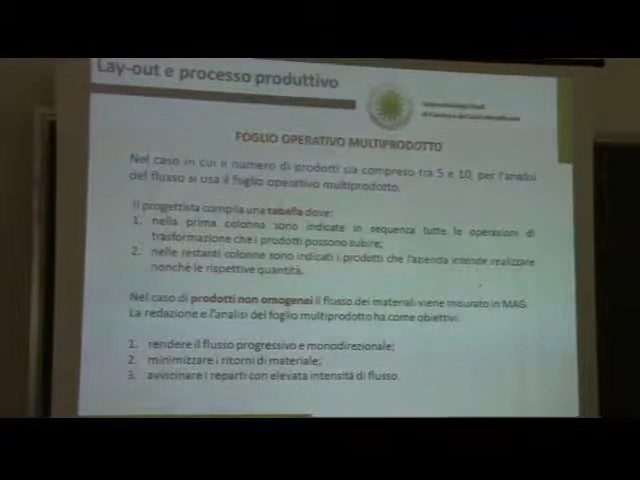 Lay-out e processo produttivo
FOGLIO OPERATIVO MULTIPRODOTTO
Nel caso in cui il numero di prodotti sia compreso tra 5 e 10, per l'analisi
del flusso si usa il foglio operativo multiprodotto.
Il progettista compila una tabella dove:
1. nella prima colonna sono indicate in sequenza tutte le operazioni di
trasformazione che i prodotti possono subire;
2. nelle restanti colonne sono indicati i prodotti che l'azienda intende realizzare
nonchè le rispettive quantità.
Nel caso di prodotti non omogenei il flusso dei materiali viene misurato in MAG.
La redazione e l'analisi del foglio multiprodotto ha come obiettivi:
1. rendere il flusso progressivo e monodirezionale;
2. minimizzare i ritorni di materiale;
3. avvicinare i reparti con elevata intensità di flusso.